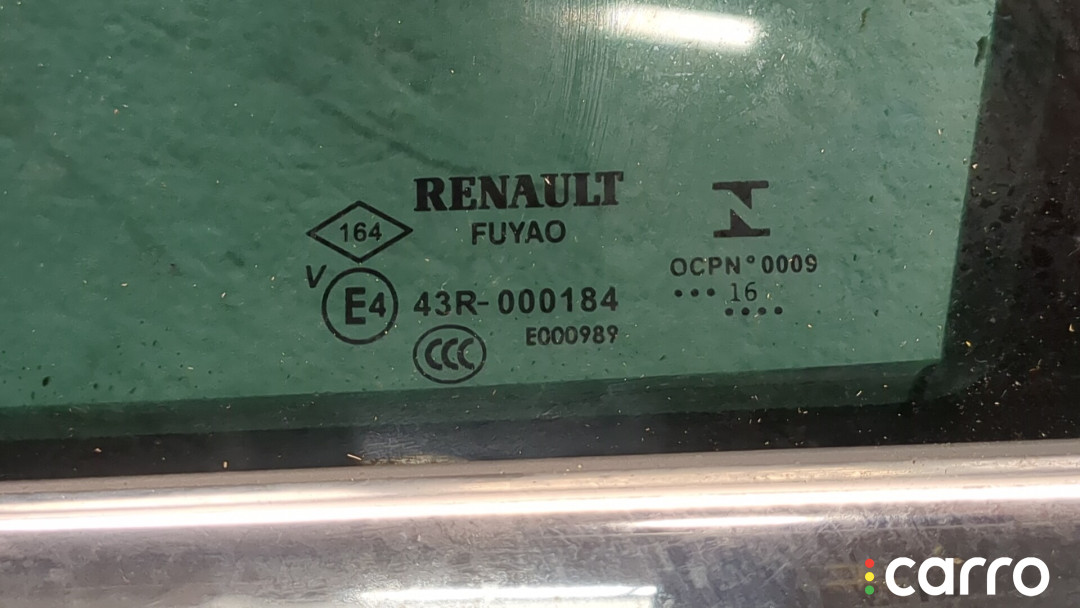 RENAULT
FUYAO
164
V
E4 43R-000184
E000989
CCC
OCPN°0009
••• 16
••••
carro